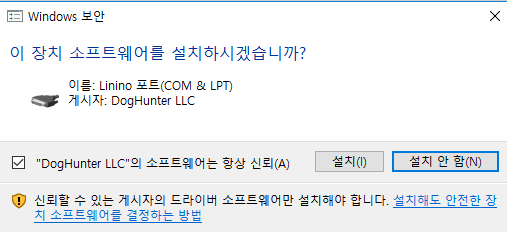 Windows 보안
이 장치 소프트웨어를 설치하시겠습니까?
이름: Linino 포트(COM & LPT)
게시자: DogHunter LLC
"DogHunter LLC"의 소프트웨어는 항상 신뢰(A)
설치(I)
설치 안 함(N)
신뢰할 수 있는 게시자의 드라이버 소프트웨어만 설치해야 합니다. 설치해도 안전한 장
치 소프트웨어를 결정하는 방법